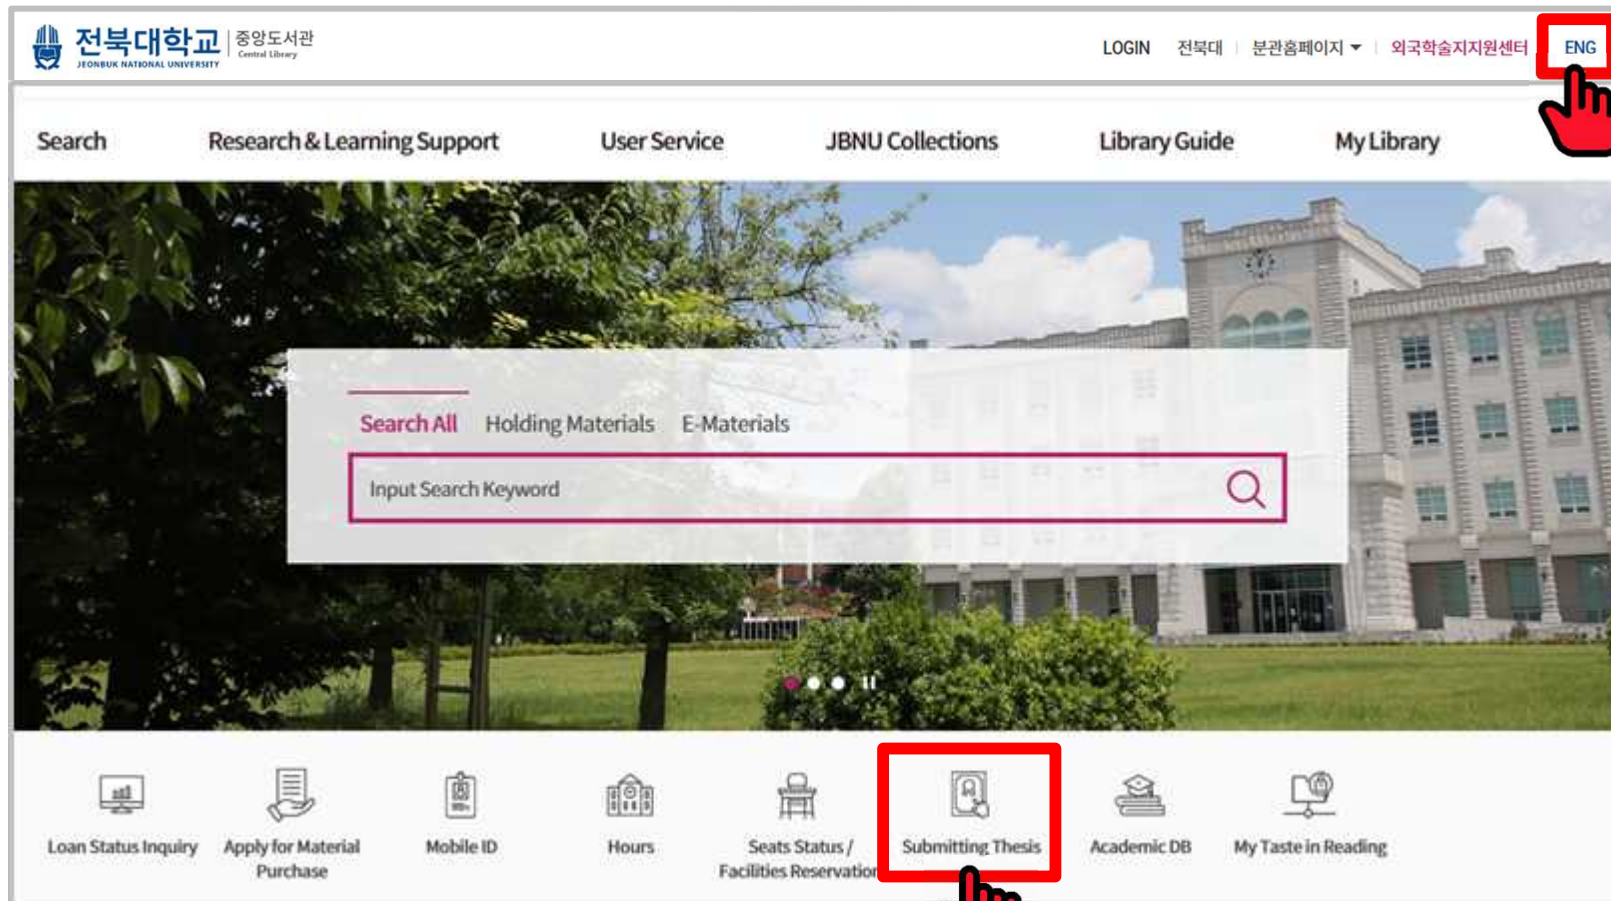 전북대학교 중앙도서관
JEONBUK NATIONAL UNIVERSITY Central Library
LOGIN 전북대 분관홈페이지 외국학술지지원센터 ENG
Search Research & Learning Support User Service JBNU Collections Library Guide My Library
Search All Holding Materials E-Materials
Input Search Keyword
Loan Status Inquiry Apply for Material Purchase Mobile ID Hours Seats Status / Facilities Reservation Submitting Thesis Academic DB My Taste in Reading